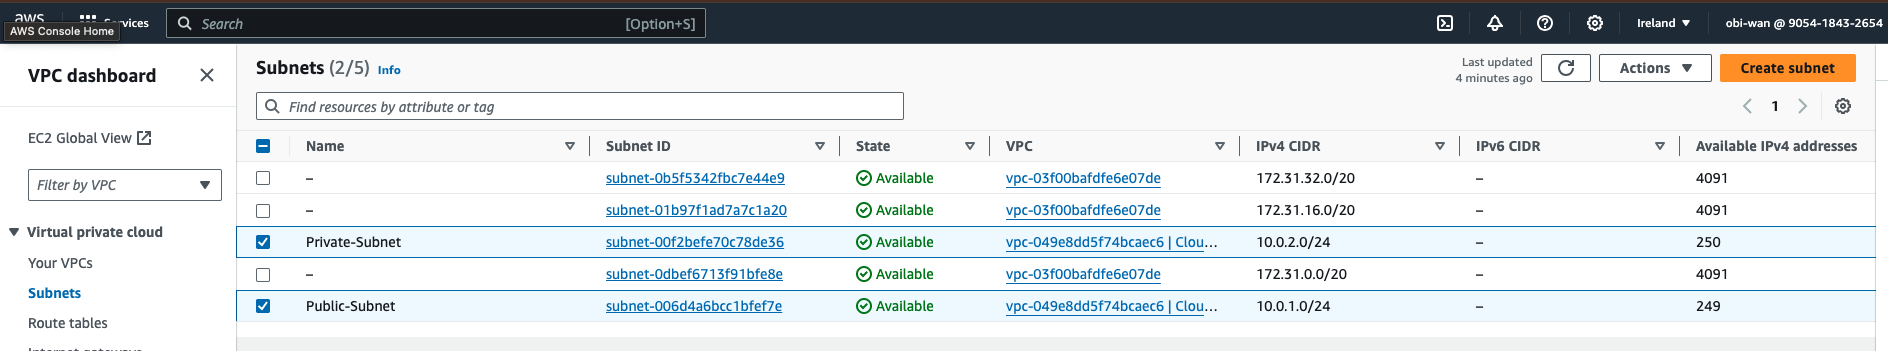 aws
Services
Search
[Option+S]
Ireland
obi-wan @ 9054-1843-2654
AWS Console Home
VPC dashboard
EC2 Global View
Filter by VPC
Virtual private cloud
Your VPCs
Subnets
Route tables
Internet gateways
Subnets (2/5) Info
Last updated
4 minutes ago
Actions
Create subnet
Find resources by attribute or tag
1
Name Subnet ID State VPC IPv4 CIDR IPv6 CIDR Available IPv4 addresses
– subnet-0b5f5342fbc7e44e9 Available vpc-03f00bafdfe6e07de 172.31.32.0/20 – 4091
– subnet-01b97f1ad7a7c1a20 Available vpc-03f00bafdfe6e07de 172.31.16.0/20 – 4091
Private-Subnet subnet-00f2befe70c78de36 Available vpc-049e8dd5f74bcaec6 | Clou... 10.0.2.0/24 – 250
– subnet-0dbef6713f91bfe8e Available vpc-03f00bafdfe6e07de 172.31.0.0/20 – 4091
Public-Subnet subnet-006d4a6bcc1bfef7e Available vpc-049e8dd5f74bcaec6 | Clou... 10.0.1.0/24 – 249